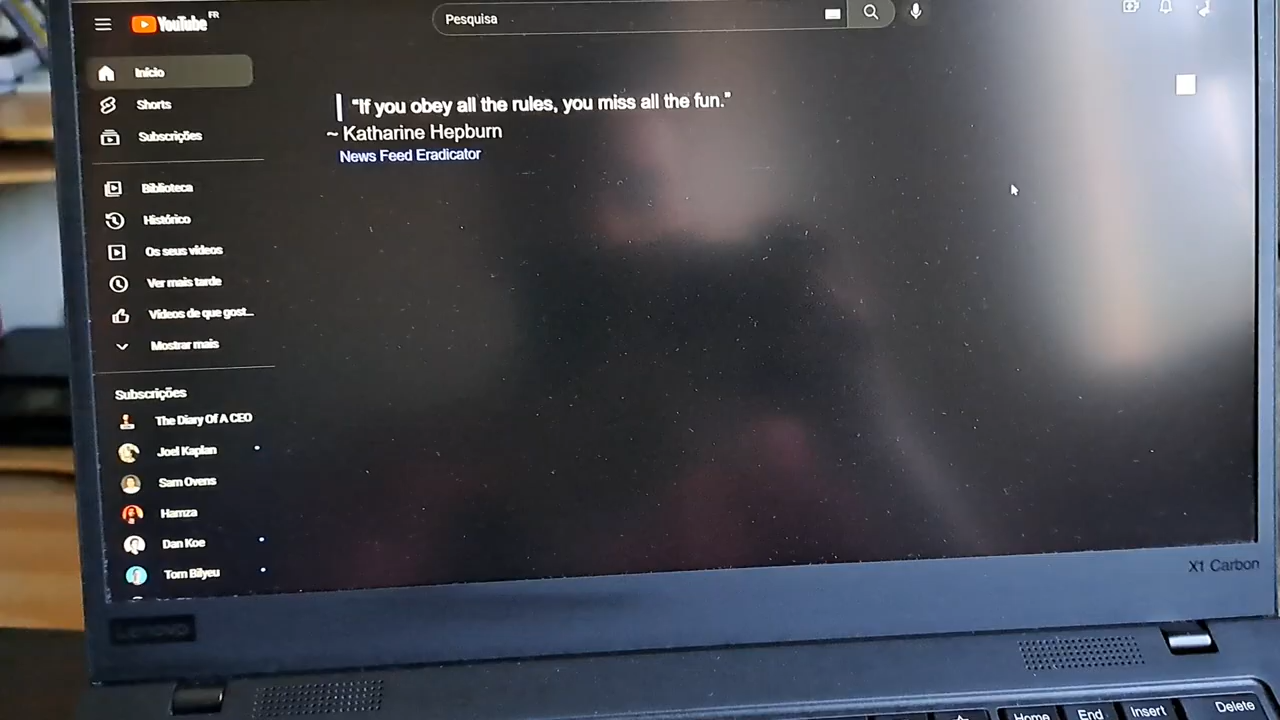 YouTube FR
Pesquisa
Início
Shorts
Subscrições
Biblioteca
Histórico
Os seus vídeos
Ver mais tarde
Vídeos de que gost...
Mostrar mais
Subscrições
The Diary Of A CEO
Joel Kaplan
Sam Ovens
Hamza
Dan Koe
Tom Bilyeu
"If you obey all the rules, you miss all the fun."
~ Katharine Hepburn
News Feed Eradicator
X1 Carbon
Lenovo
Home End Insert Delete